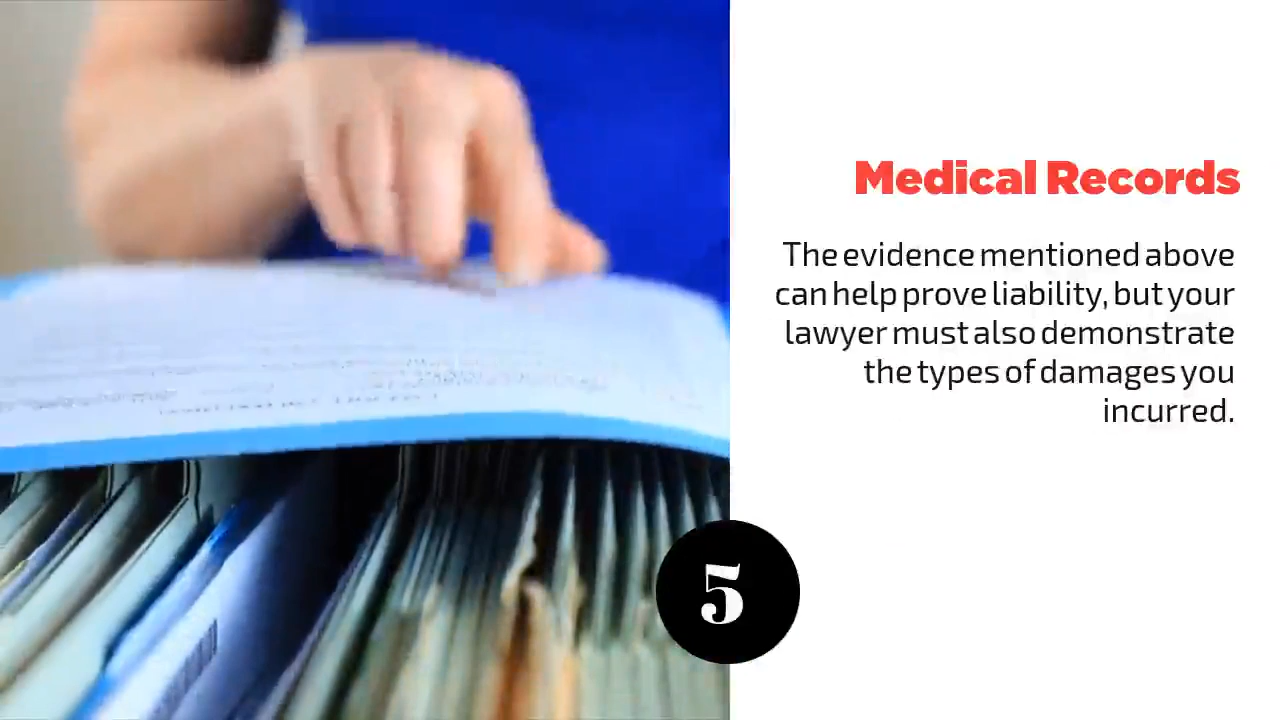 Medical Records
The evidence mentioned above
can help prove liability, but your
lawyer must also demonstrate
the types of damages you
incurred.
5